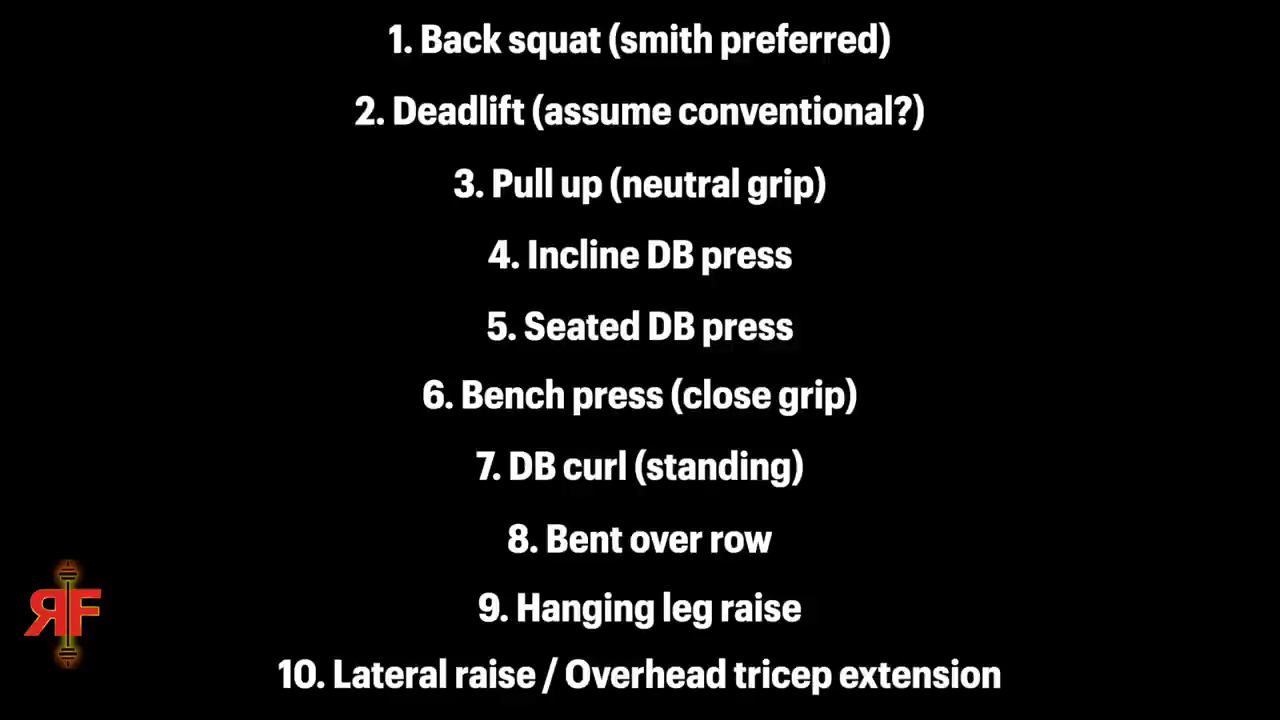 1. Back squat (smith preferred)
2. Deadlift (assume conventional?)
3. Pull up (neutral grip)
4. Incline DB press
5. Seated DB press
6. Bench press (close grip)
7. DB curl (standing)
8. Bent over row
9. Hanging leg raise
RF
10. Lateral raise / Overhead tricep extension